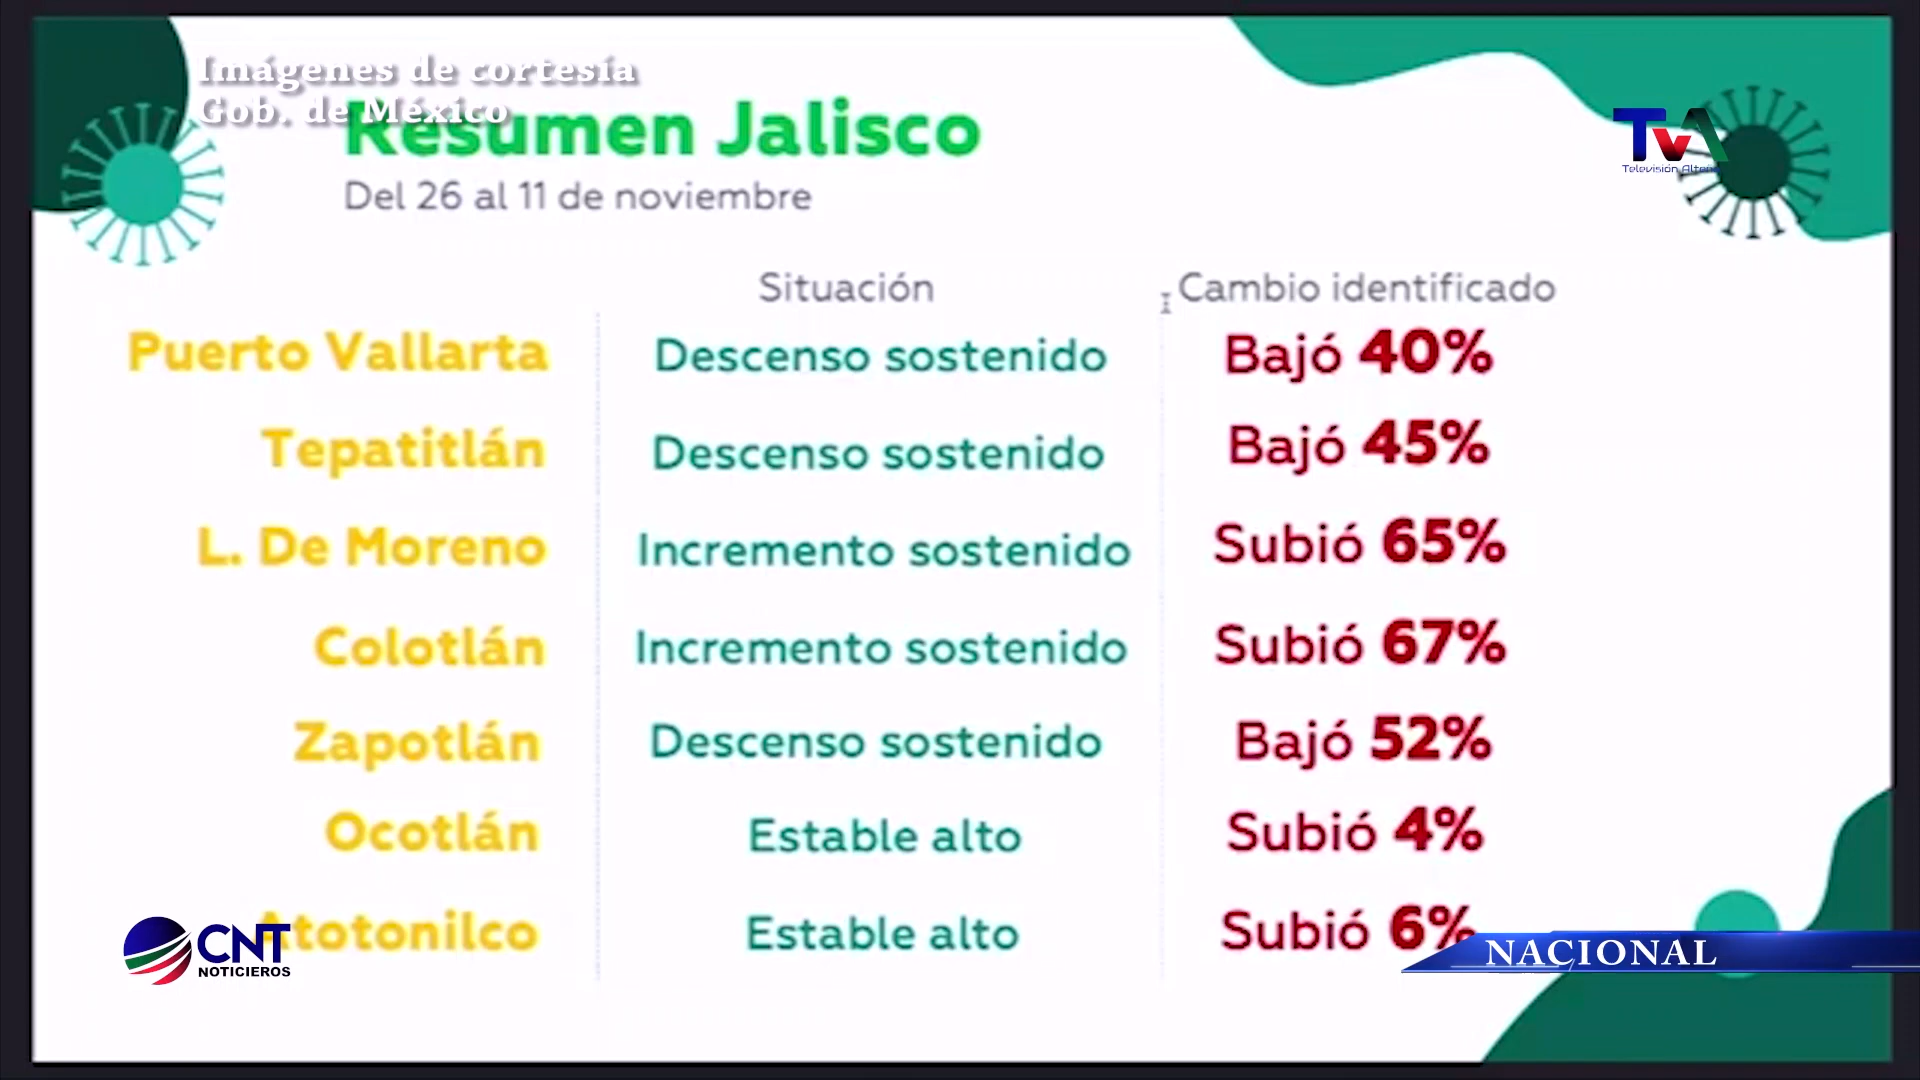 Imágenes de cortesía
Gob. de México
Resumen Jalisco
Del 26 al 11 de noviembre
TvA
Situación Cambio identificado
Puerto Vallarta Descenso sostenido Bajó 40%
Tepatitlán Descenso sostenido Bajó 45%
L. De Moreno Incremento sostenido Subió 65%
Colotlán Incremento sostenido Subió 67%
Zapotlán Descenso sostenido Bajó 52%
Ocotlán Estable alto Subió 4%
Atotonilco Estable alto Subió 6%
CNT
NOTICIEROS
NACIONAL